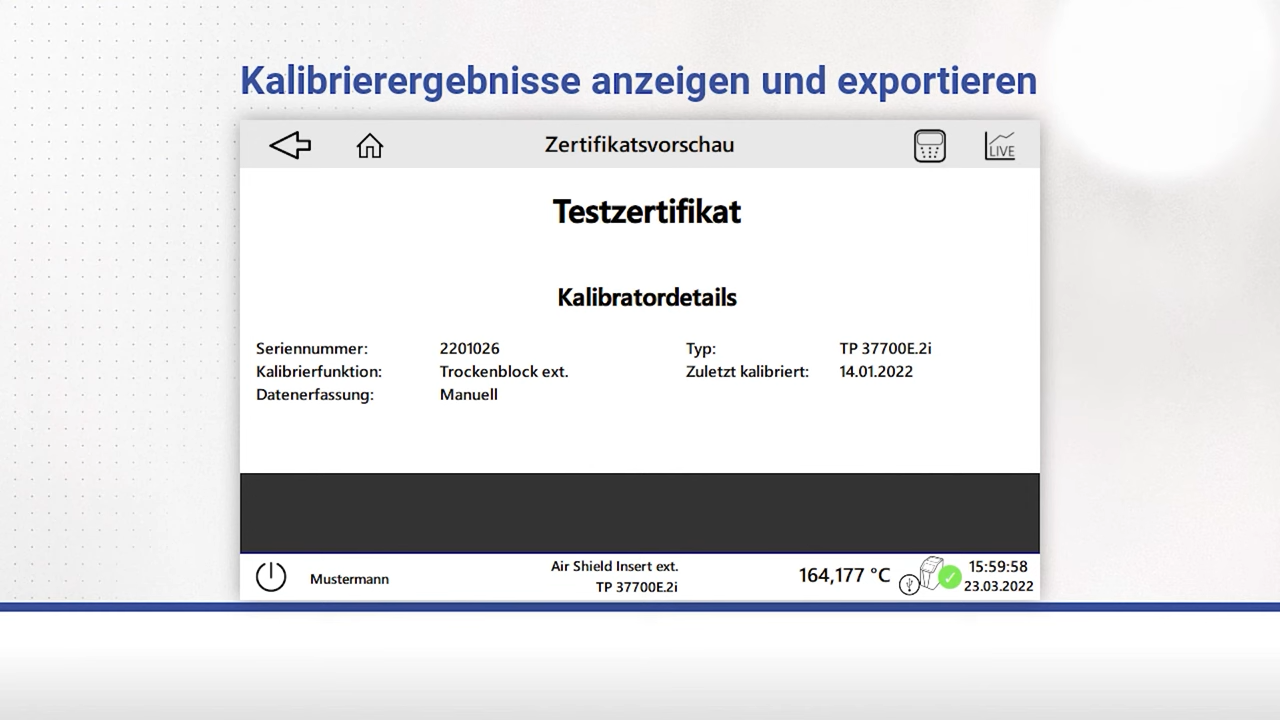 Kalibrierergebnisse anzeigen und exportieren
Zertifikatsvorschau
LIVE
Testzertifikat
Kalibratordetails
Seriennummer: 2201026 Typ: TP 37700E.2i
Kalibrierfunktion: Trockenblock ext. Zuletzt kalibriert: 14.01.2022
Datenerfassung: Manuell
Mustermann
Air Shield Insert ext.
TP 37700E.2i
164,177 °C
15:59:58
23.03.2022